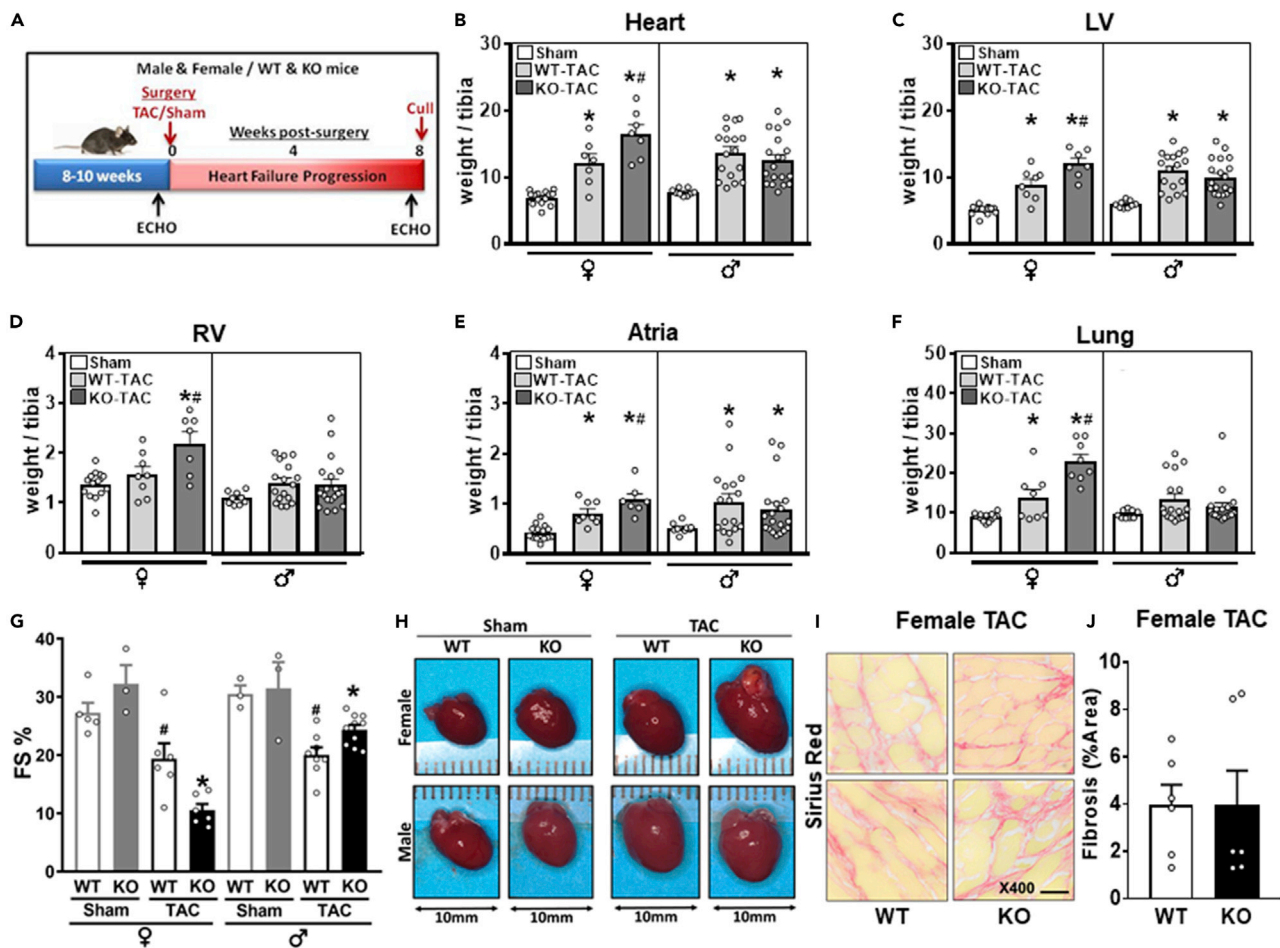 A
Male & Female / WT & KO mice
Surgery
TAC/Sham
Cull
Weeks post-surgery
0
4
8
8-10 weeks
Heart Failure Progression
ECHO
ECHO
B
Heart
30
20
10
0
weight / tibia
Sham
WT-TAC
KO-TAC
*
*#
*
*
♀
♂
C
LV
30
20
10
0
weight / tibia
Sham
WT-TAC
KO-TAC
*
*#
*
*
♀
♂
D
RV
4
3
2
1
0
weight / tibia
Sham
WT-TAC
KO-TAC
*#
♀
♂
E
Atria
4
3
2
1
0
weight / tibia
Sham
WT-TAC
KO-TAC
*
*#
*
*
♀
♂
F
Lung
50
40
30
20
10
0
weight / tibia
Sham
WT-TAC
KO-TAC
*
*#
♀
♂
G
40
30
20
10
0
FS %
#
*
#
*
WT KO WT KO WT KO WT KO
Sham TAC Sham TAC
♀ ♂
H
Sham TAC
WT KO WT KO
Female
Male
10mm 10mm 10mm 10mm
I
Female TAC
Sirius Red
X400
WT KO
J
Female TAC
10
8
6
4
2
0
Fibrosis (%Area)
WT KO